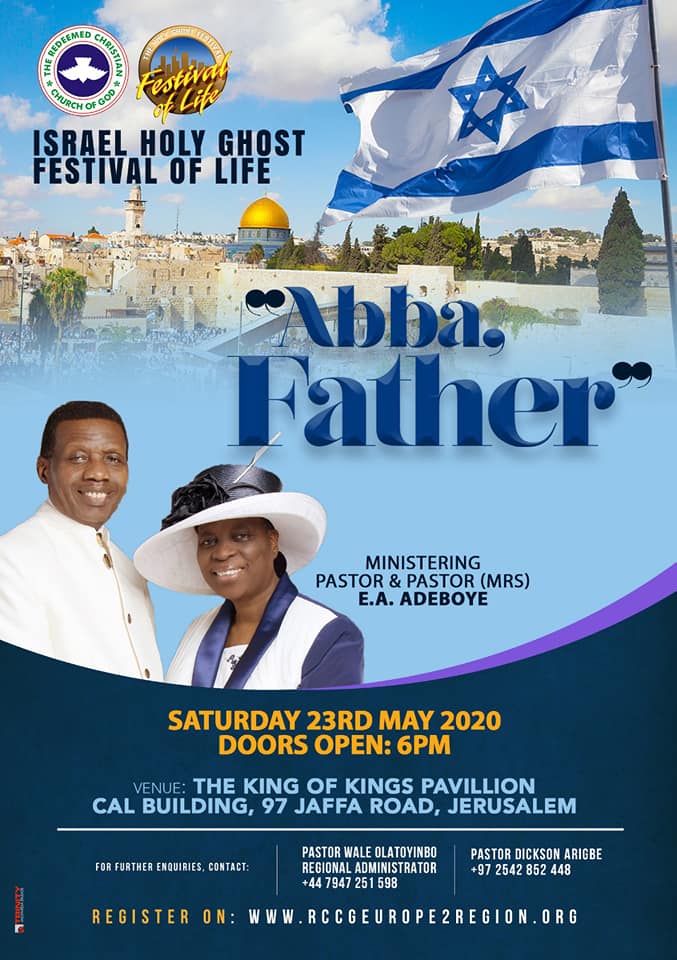 THE REDEEMED CHRISTIAN
CHURCH OF GOD
Festival
of Life
ISRAEL HOLY GHOST
FESTIVAL OF LIFE
"Abba,
Father"
MINISTERING
PASTOR & PASTOR (MRS)
E.A. ADEBOYE
SATURDAY 23RD MAY 2020
DOORS OPEN: 6PM
VENUE: THE KING OF KINGS PAVILLION
CAL BUILDING, 97 JAFFA ROAD, JERUSALEM
FOR FURTHER ENQUIRIES, CONTACT:
PASTOR WALE OLATOYINBO
REGIONAL ADMINISTRATOR
+44 7947 251 598
PASTOR DICKSON ARIGBE
+97 2542 852 448
REGISTER ON: WWW.RCCGEUROPE2REGION.ORG